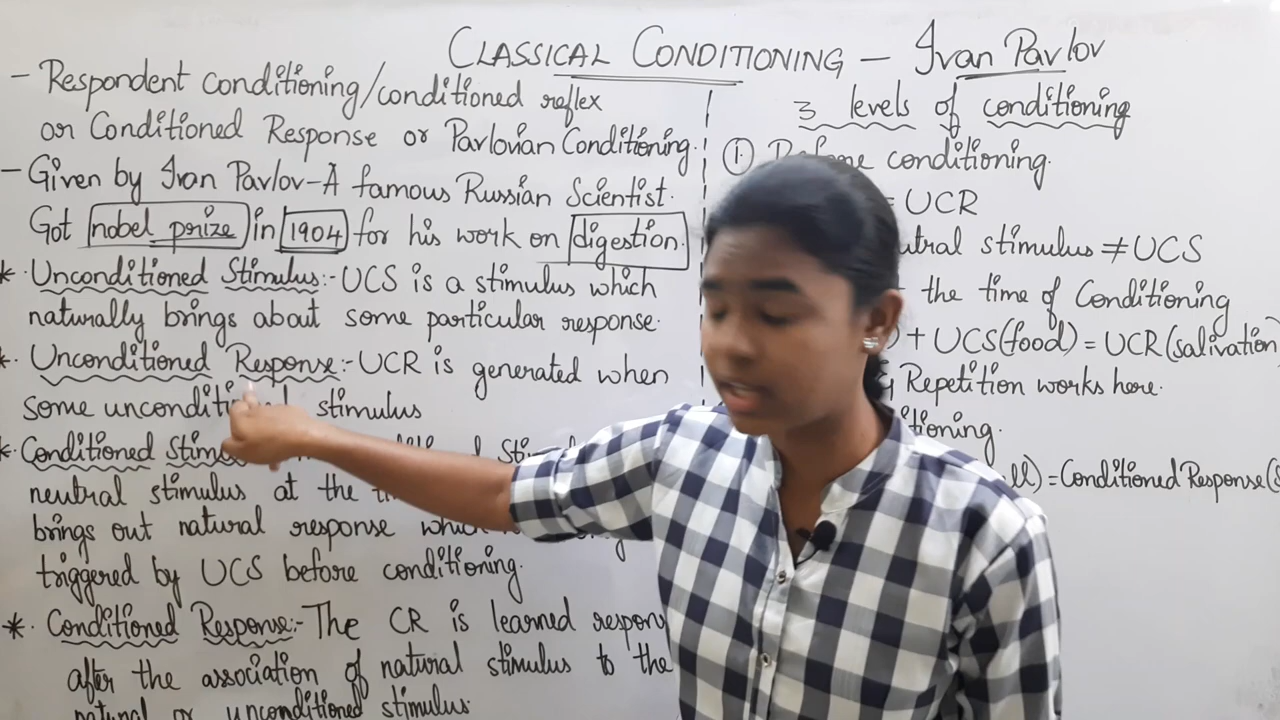 CLASSICAL CONDITIONING — Ivan Pavlov
- Respondent conditioning/conditioned reflex
or Conditioned Response or Pavlovian Conditioning.
- Given by Ivan Pavlov-A famous Russian Scientist.
Got nobel prize in 1904 for his work on digestion.
* Unconditioned Stimulus:- UCS is a stimulus which
naturally brings about some particular response.
* Unconditioned Response:- UCR is generated when
some stimulus
* Conditioned
neutral stimulus at the
brings out natural response
triggered by UCS before conditioning.
* Conditioned Response:- The CR is learned
after the association of natural stimulus to the
unconditioned stimulus.
3 levels of conditioning
1. conditioning.
= UCR
stimulus ≠ UCS
the time of Conditioning
) + UCS(food) = UCR(salivation)
Repetition works here.
) = Conditioned Response(